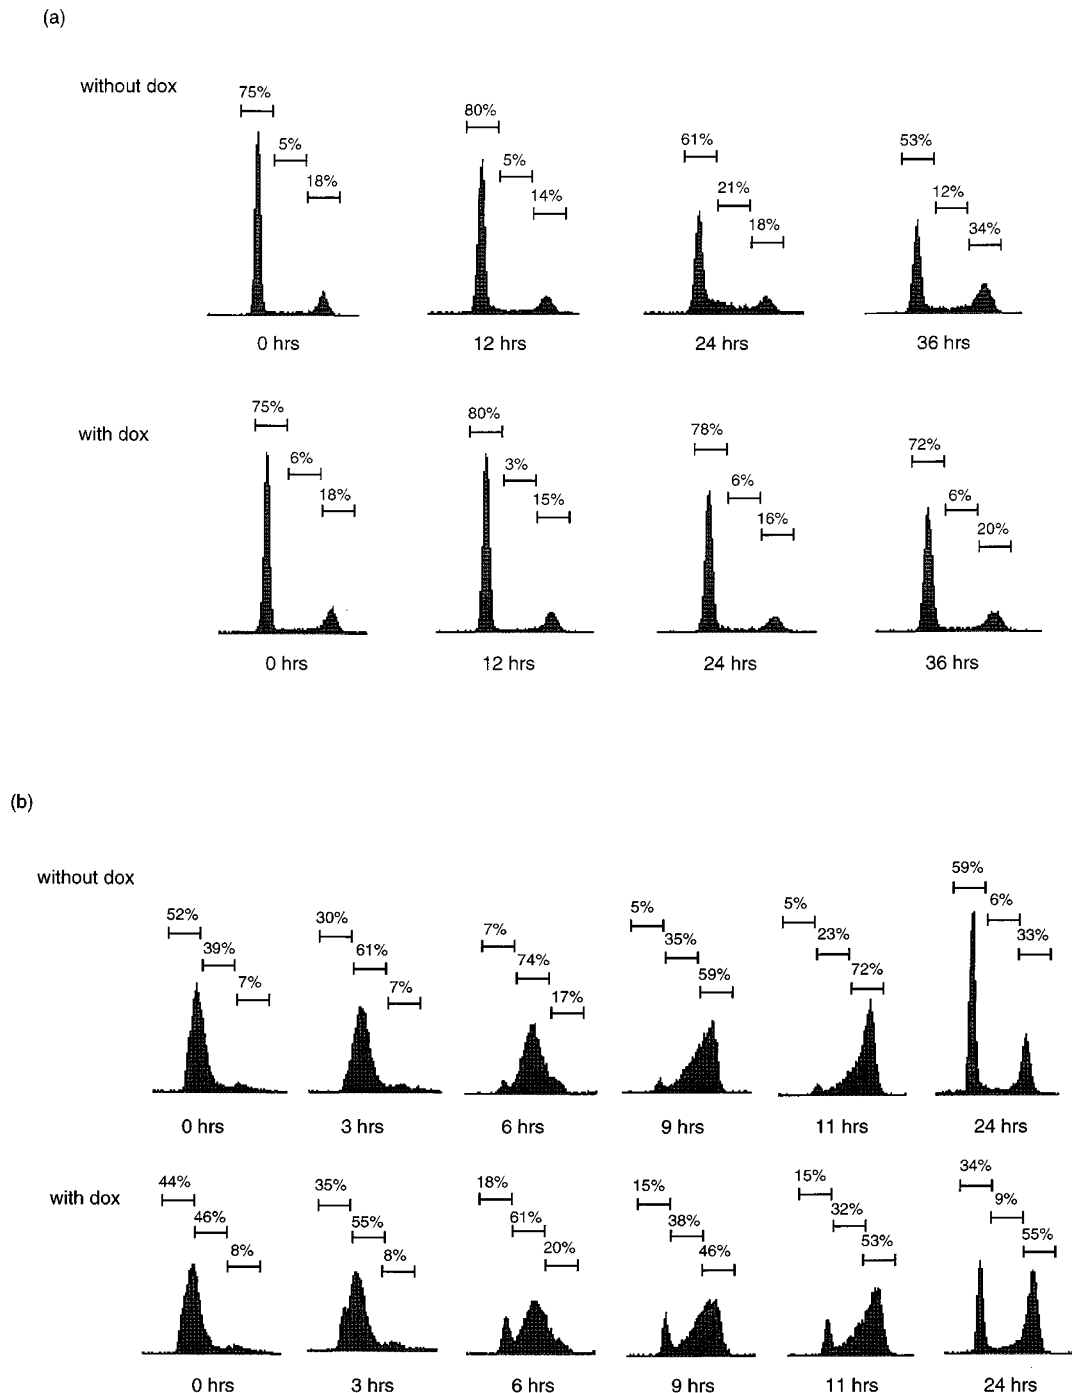 (a)
without dox
75%
5%
18%
80%
5%
14%
61%
21%
18%
53%
12%
34%
0 hrs
12 hrs
24 hrs
36 hrs
with dox
75%
6%
18%
80%
3%
15%
78%
6%
16%
72%
6%
20%
0 hrs
12 hrs
24 hrs
36 hrs
(b)
without dox
52%
39%
7%
30%
61%
7%
7%
74%
17%
5%
35%
59%
5%
23%
72%
59%
6%
33%
0 hrs
3 hrs
6 hrs
9 hrs
11 hrs
24 hrs
with dox
44%
46%
8%
35%
55%
8%
18%
61%
20%
15%
38%
46%
15%
32%
53%
34%
9%
55%
0 hrs
3 hrs
6 hrs
9 hrs
11 hrs
24 hrs